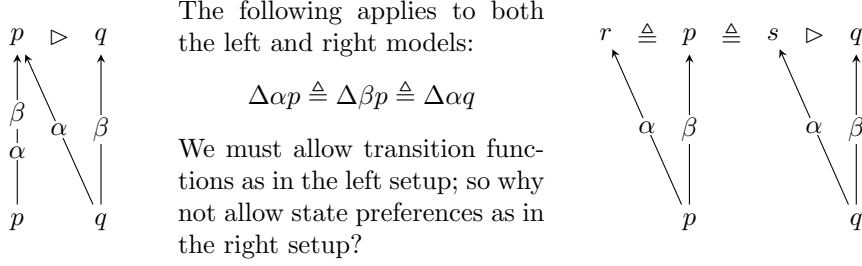 p ▷ q
β
α
α
β
p
q
The following applies to both
the left and right models:
Δαp ≜ Δβp ≜ Δαq
We must allow transition func-
tions as in the left setup; so why
not allow state preferences as in
the right setup?
r ≜ p ≜ s ▷ q
α
β
α
β
p
q